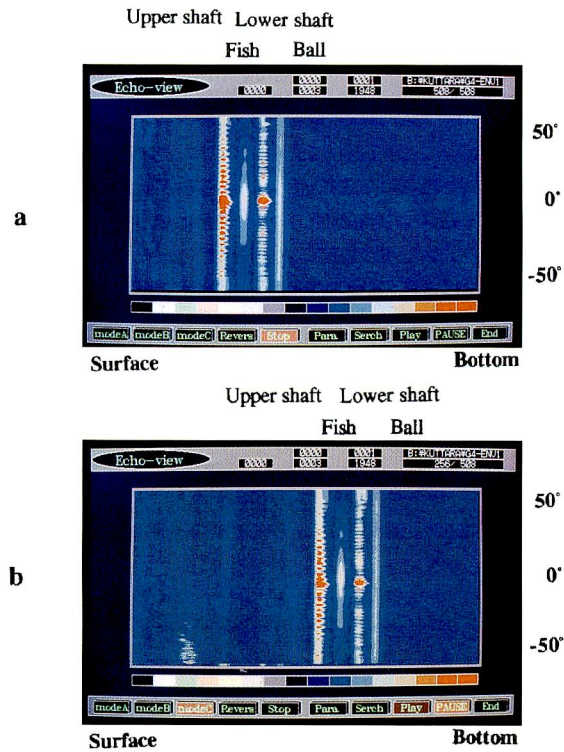 Upper shaft Lower shaft
Fish Ball
Echo-view
0000 0001 B:#KUTTARA#G4-ENV1
0000 0003 1948 508/ 508
50°
a
0°
-50°
modeA modeB modeC Revers Stop Para. Serch Play PAUSE End
Surface Bottom
Upper shaft Lower shaft
Fish Ball
Echo-view
0000 0001 B:#KUTTARA#G4-ENV1
0000 0003 1948 256/ 508
50°
b
0°
-50°
modeA modeB modeC Revers Stop Para. Serch Play PAUSE End
Surface Bottom